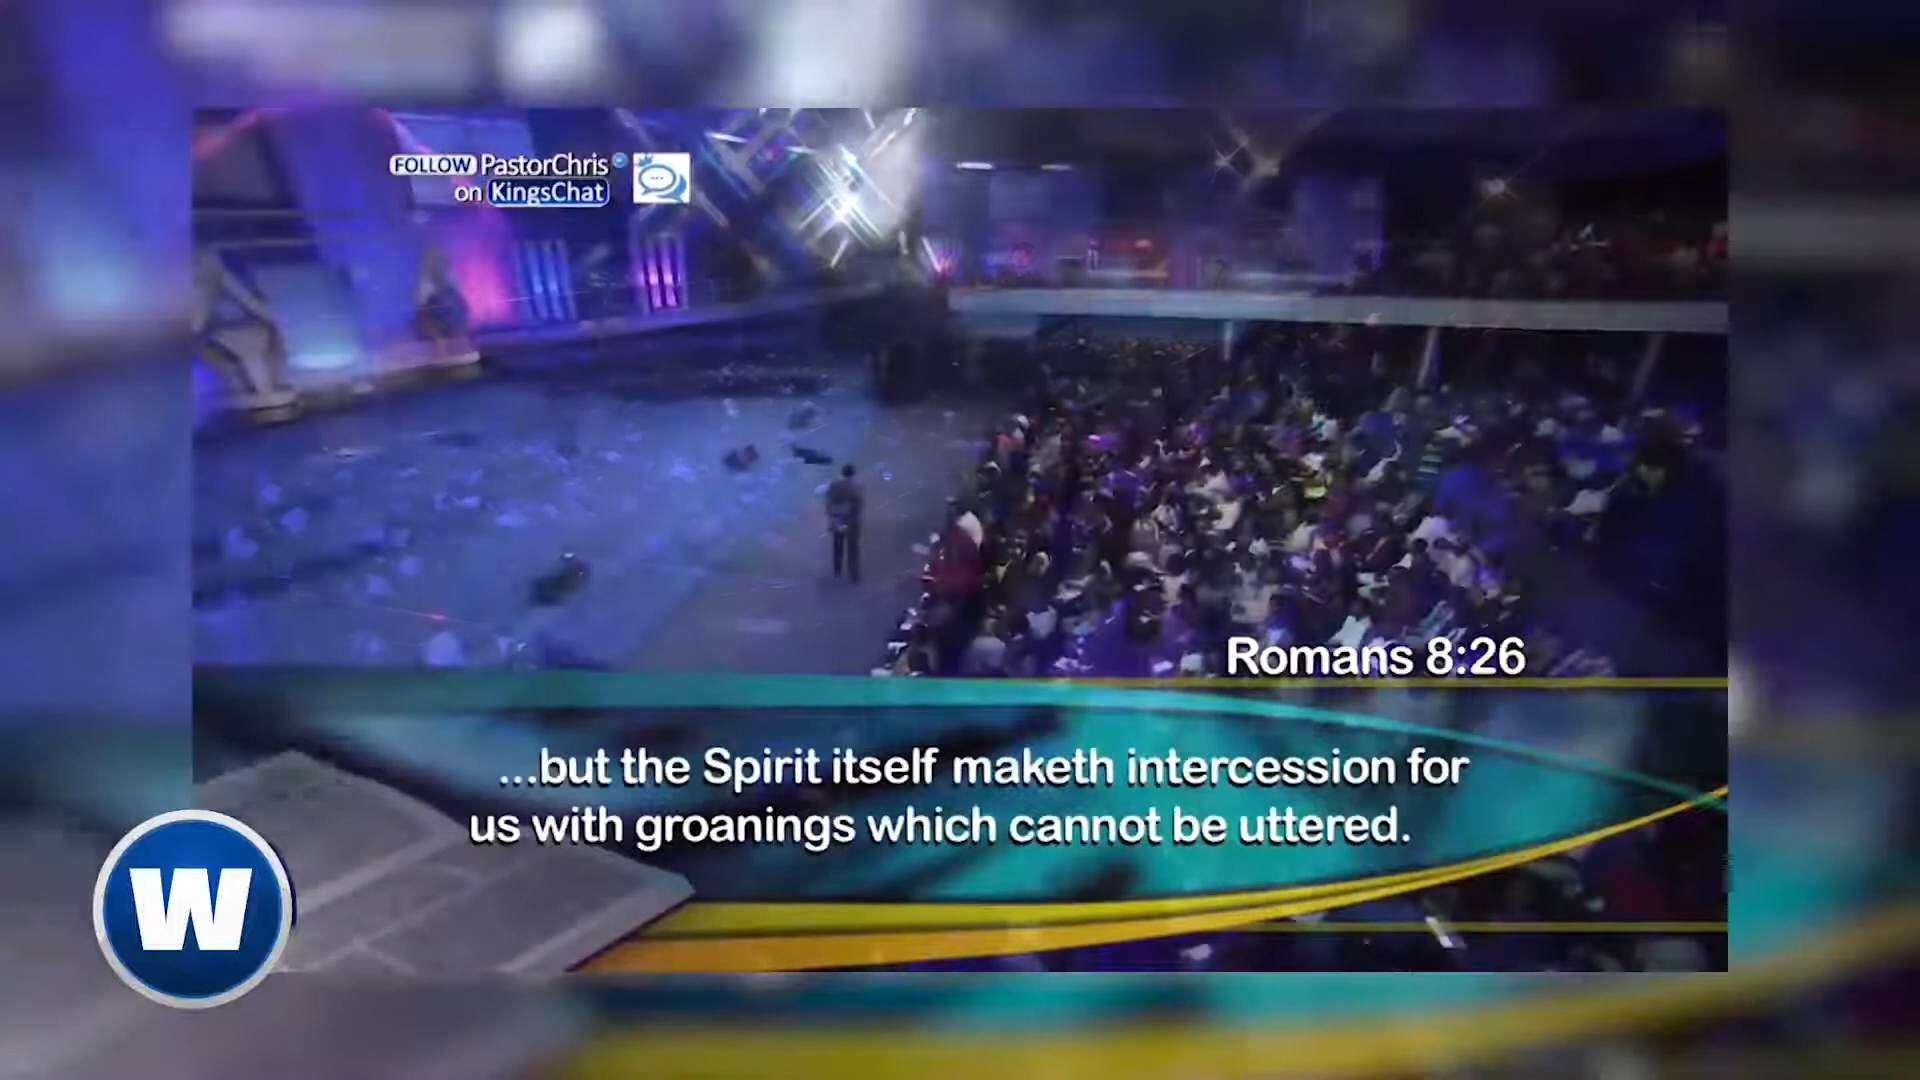 FOLLOW PastorChris
on KingsChat
Romans 8:26
...but the Spirit itself maketh intercession for
us with groanings which cannot be uttered.
W